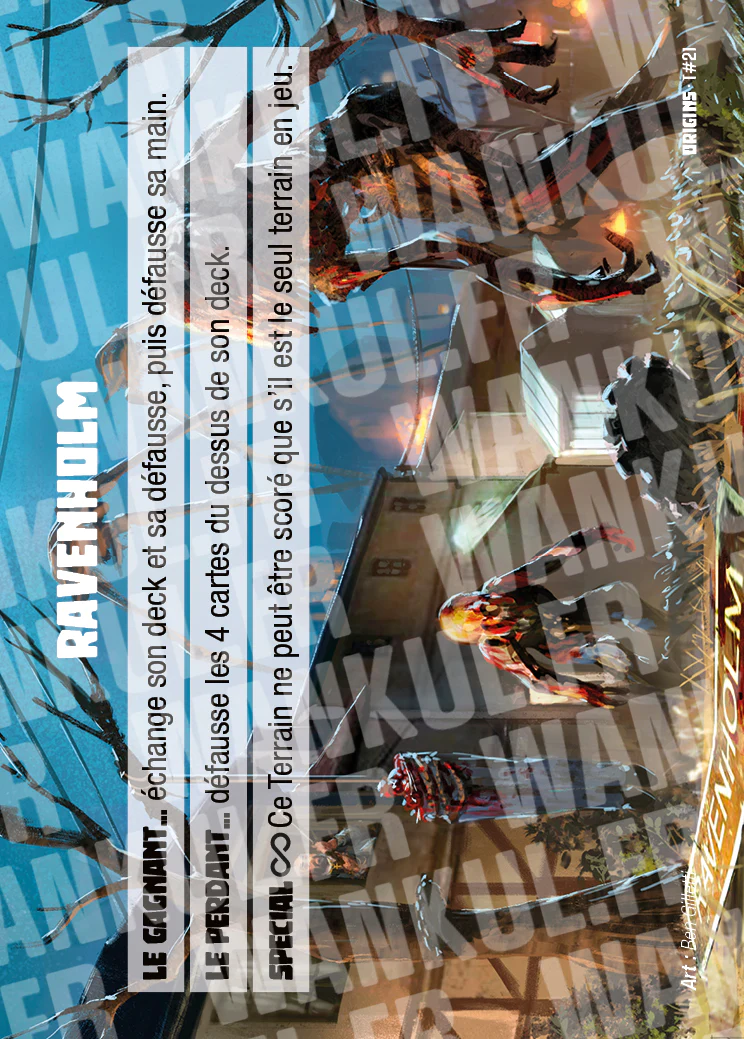 RAVENHOLM
LE GAGNANT... échange son deck et sa défausse, puis défausse sa main.
LE PERDANT... défausse les 4 cartes du dessus de son deck.
SPECIAL ∞ Ce Terrain ne peut être scoré que s'il est le seul terrain en jeu.
RAVENHOLM
Art : Ben Gillett
ORIGINS | #21
WANKUL.FR